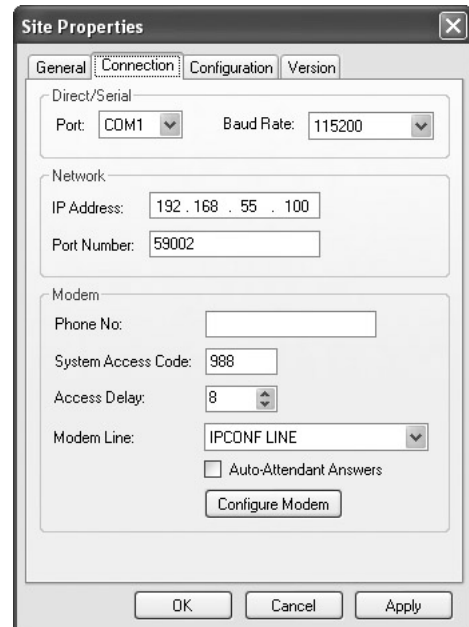 Site Properties
General Connection Configuration Version
Direct/Serial
Port: COM1 Baud Rate: 115200
Network
IP Address: 192 . 168 . 55 . 100
Port Number: 59002
Modem
Phone No:
System Access Code: 988
Access Delay: 8
Modem Line: IPCONF LINE
Auto-Attendant Answers
Configure Modem
OK Cancel Apply